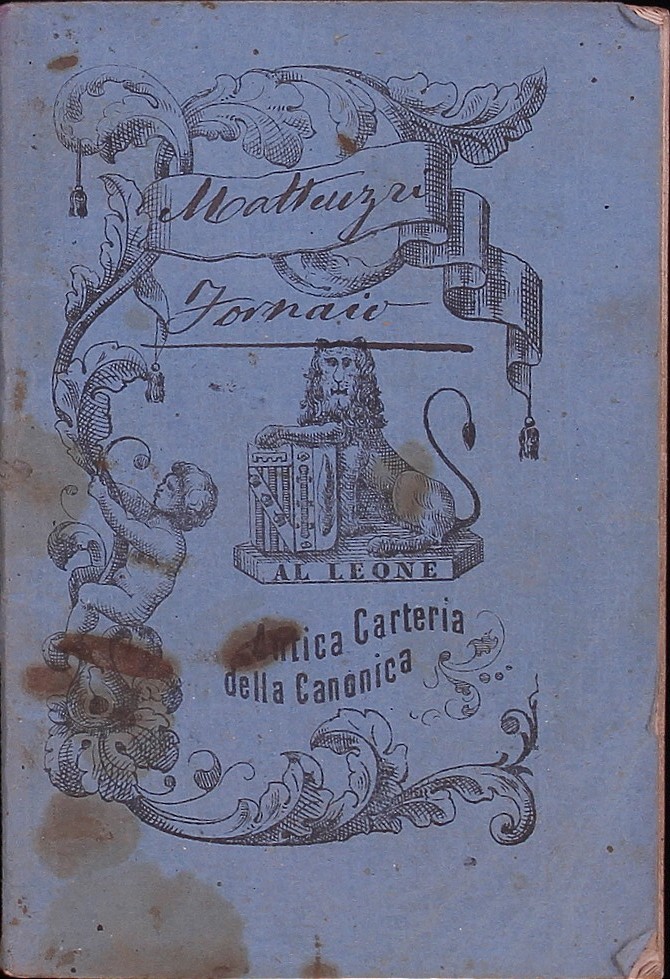 Matteuzzi
Fornaio
AL LEONE
Antica Carteria
della Canonica